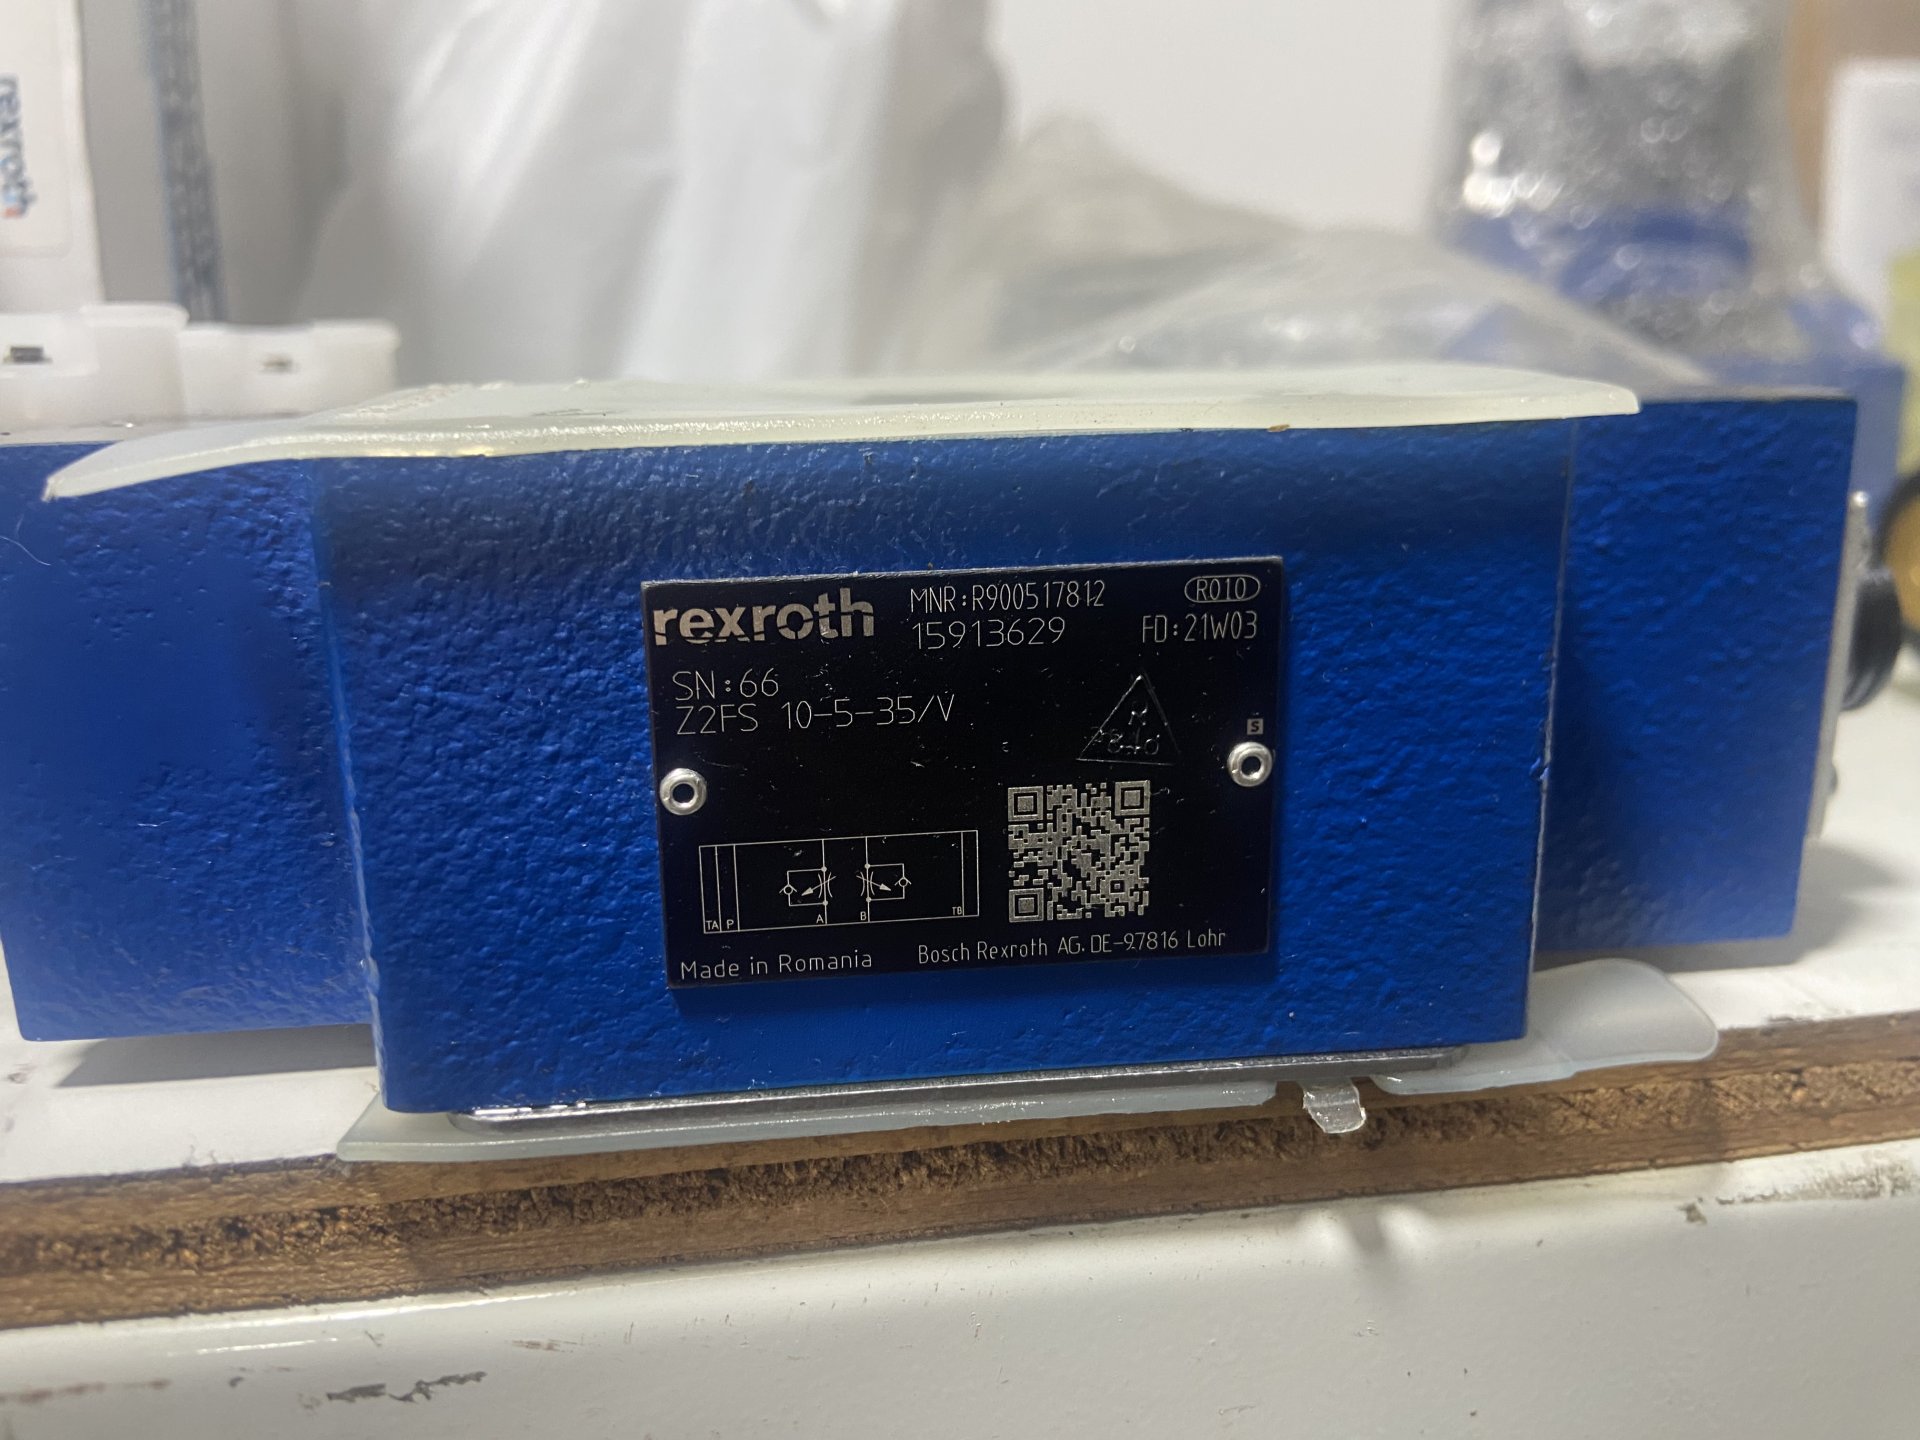 rexroth
rexroth
MNR:R900517812
R010
15913629
FD:21W03
SN:66
Z2FS 10-5-35/V
S
TA
P
A
B
TB
Made in Romania
Bosch Rexroth AG.DE-97816 Lohr